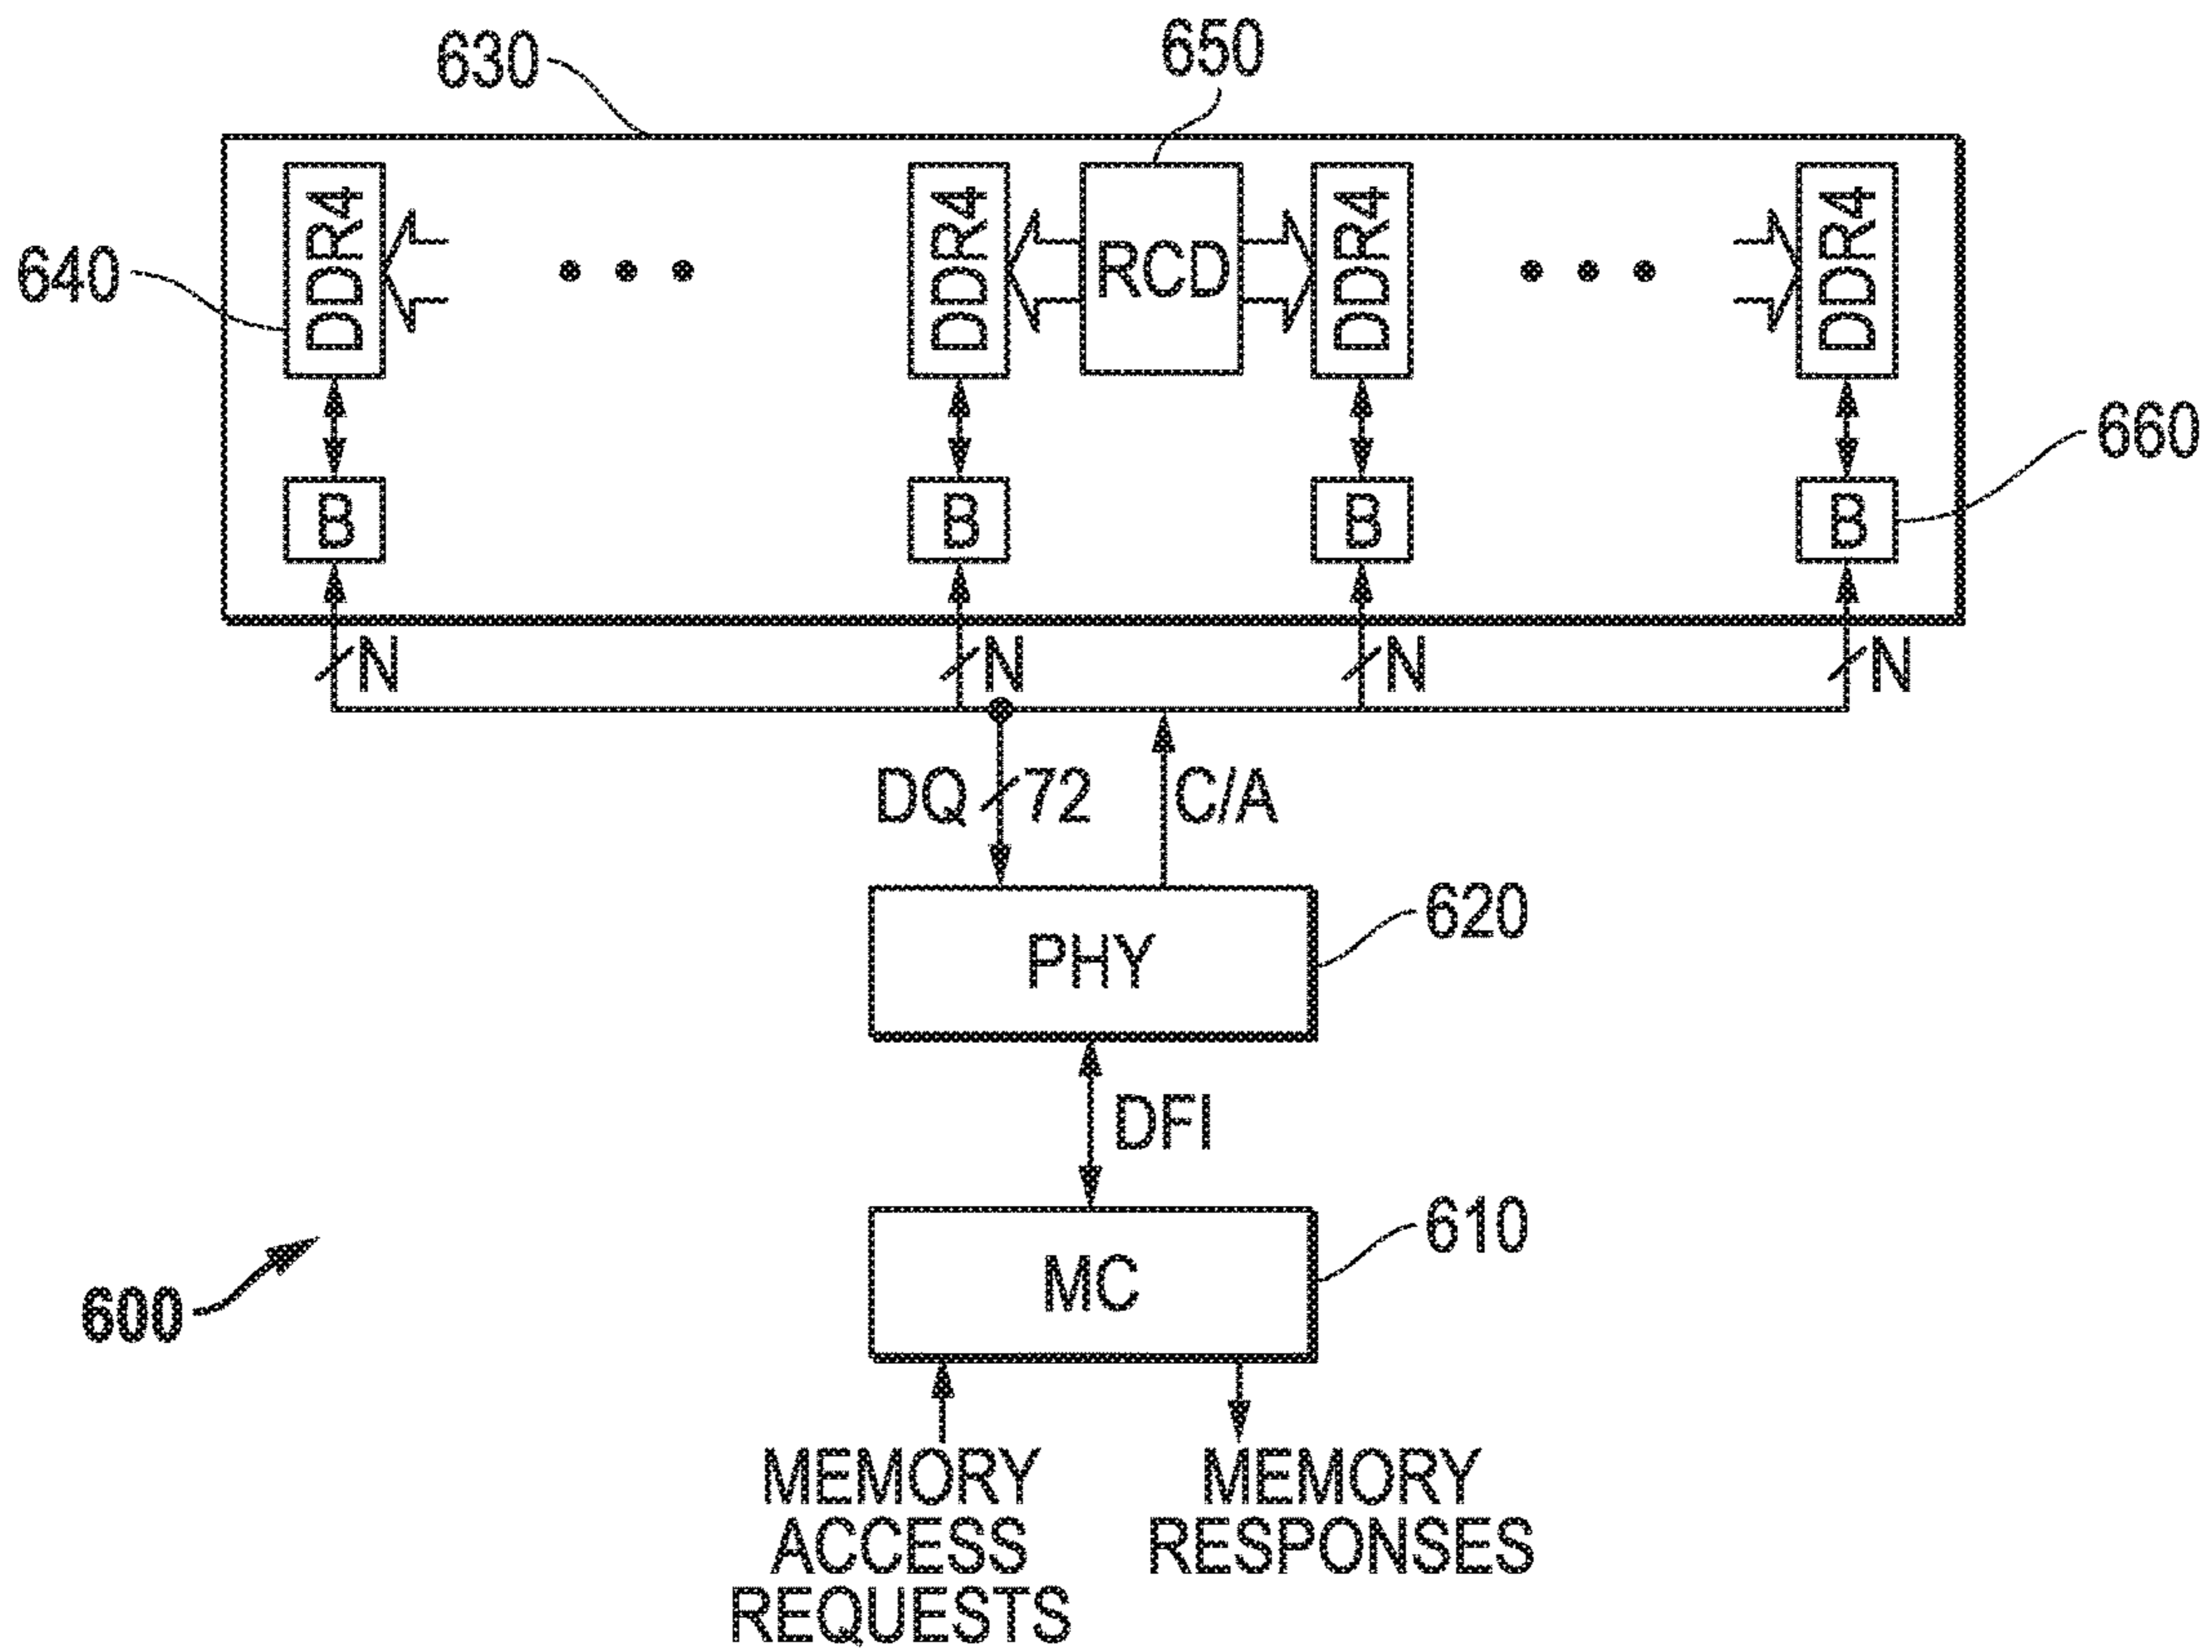 630
650
640
DDR4
DDR4
RCD
DDR4
DDR4
660
B
B
B
B
N
N
N
N
DQ
72
C/A
620
PHY
DFI
610
MC
600
MEMORY
ACCESS
REQUESTS
MEMORY
RESPONSES